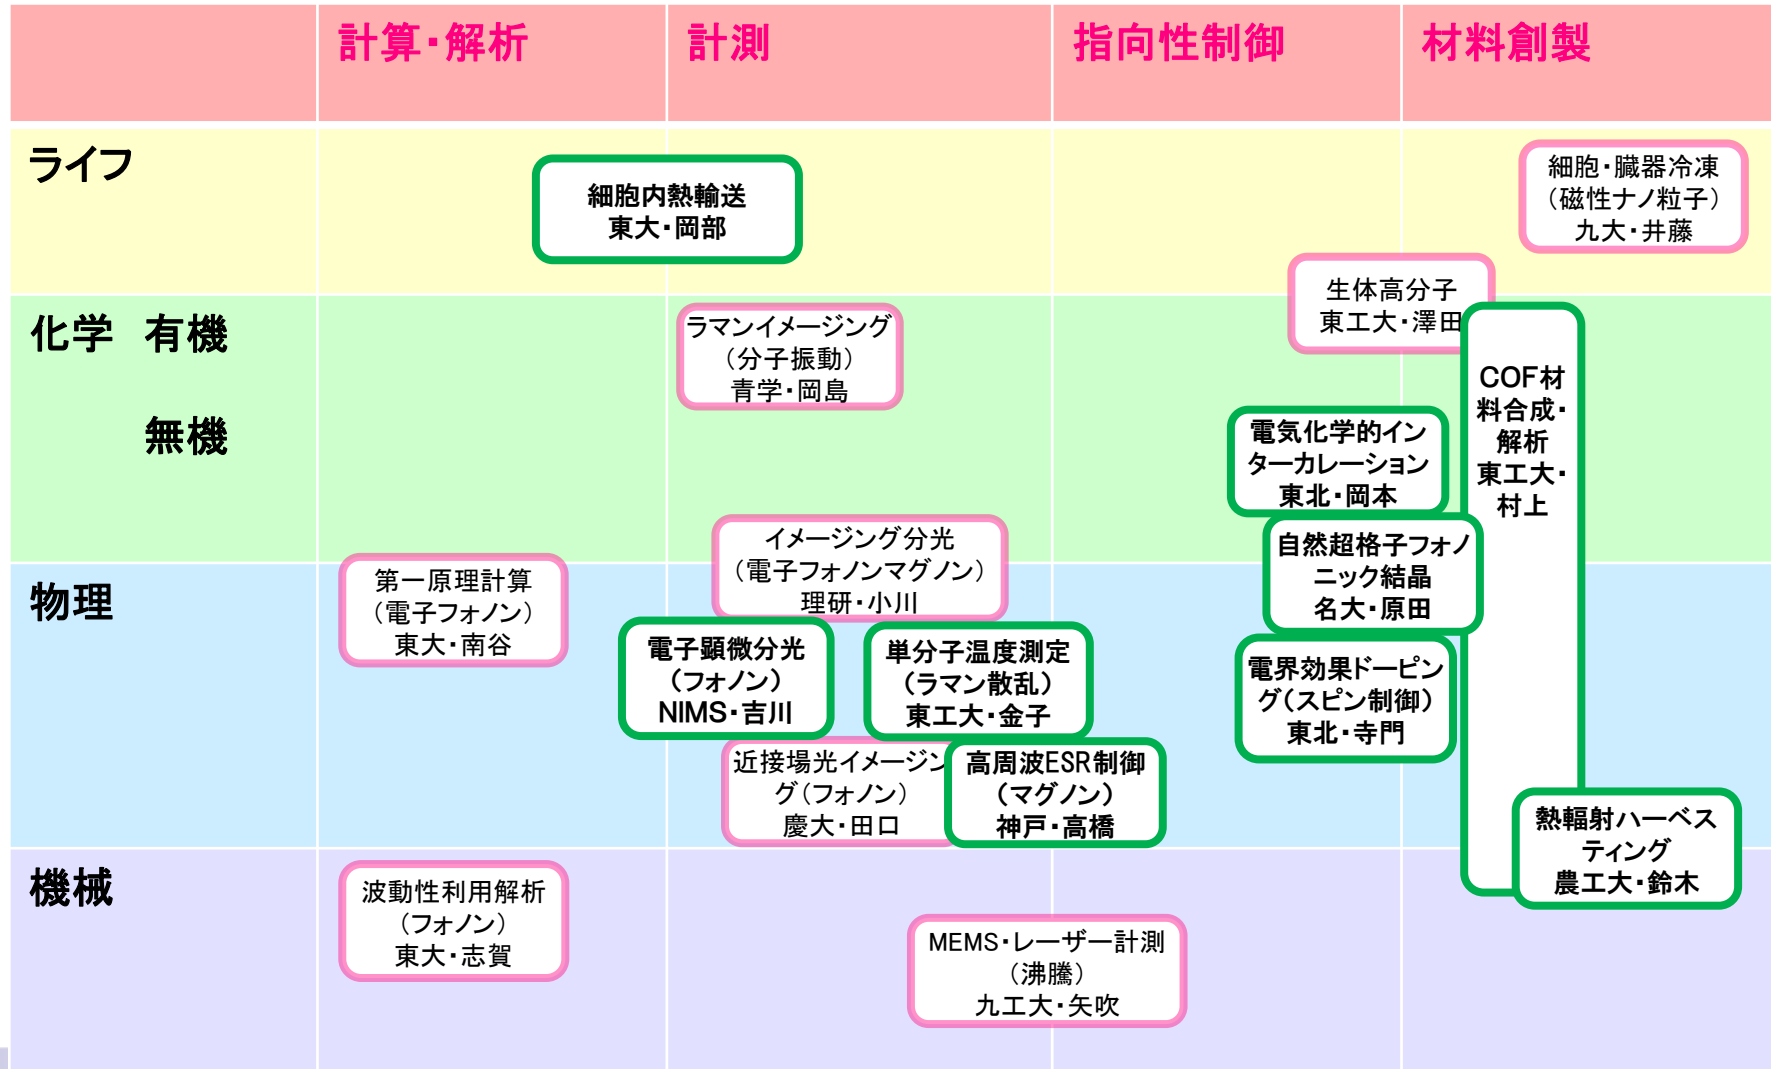 計算・解析
計測
指向性制御
材料創製
ライフ
細胞内熱輸送
東大・岡部
細胞・臓器冷凍
（磁性ナノ粒子）
九大・井藤
生体高分子
東工大・澤田
化学　有機
無機
ラマンイメージング
（分子振動）
青学・岡島
COF材
料合成・
解析
東工大・
村上
電気化学的イン
ターカレーション
東北・岡本
イメージング分光
（電子フォノンマグノン）
理研・小川
自然超格子フォノ
ニック結晶
名大・原田
物理
第一原理計算
（電子フォノン）
東大・南谷
電子顕微分光
（フォノン）
NIMS・吉川
単分子温度測定
（ラマン散乱）
東工大・金子
電界効果ドーピン
グ（スピン制御）
東北・寺門
近接場光イメージン
グ（フォノン）
慶大・田口
高周波ESR制御
（マグノン）
神戸・高橋
熱輻射ハーベス
ティング
農工大・鈴木
機械
波動性利用解析
（フォノン）
東大・志賀
MEMS・レーザー計測
（沸騰）
九工大・矢吹